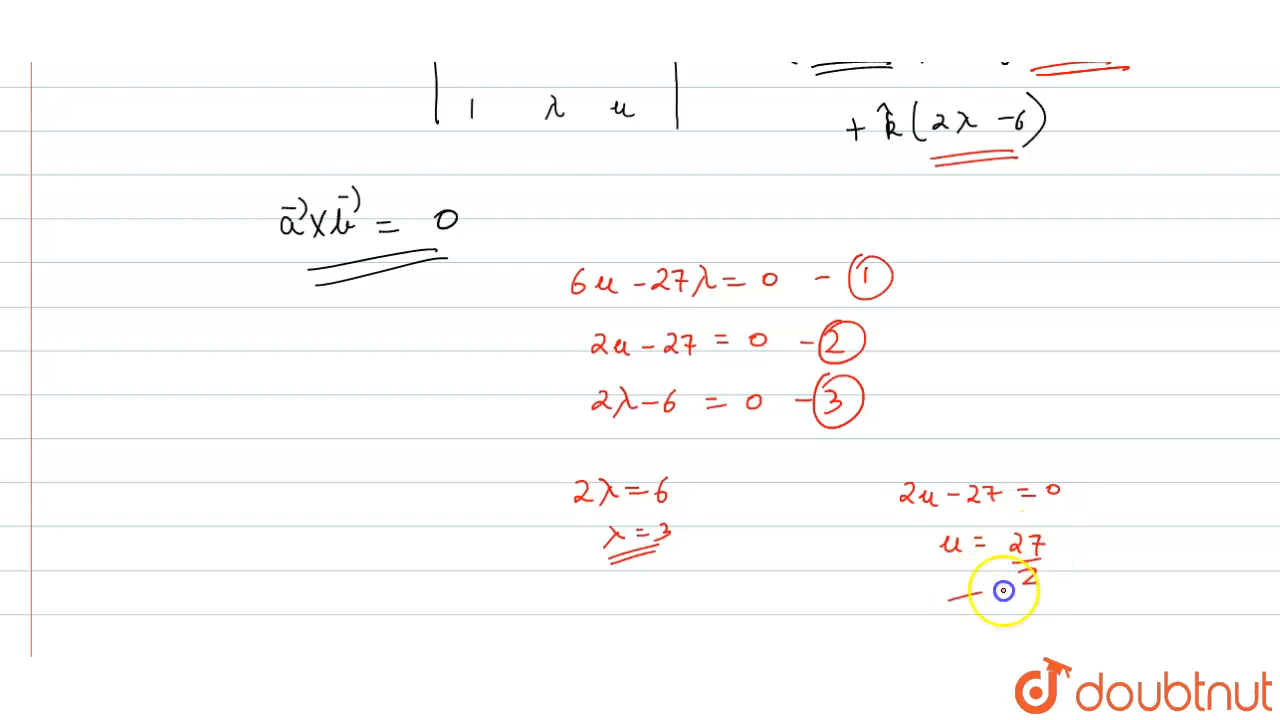 1 λ u
+ k̂(2λ - 6)
a⃗ × b⃗ = 0
6u - 27λ = 0 - ①
2u - 27 = 0 - ②
2λ - 6 = 0 - ③
2λ = 6
λ = 3
2u - 27 = 0
u = 27/2
doubtnut